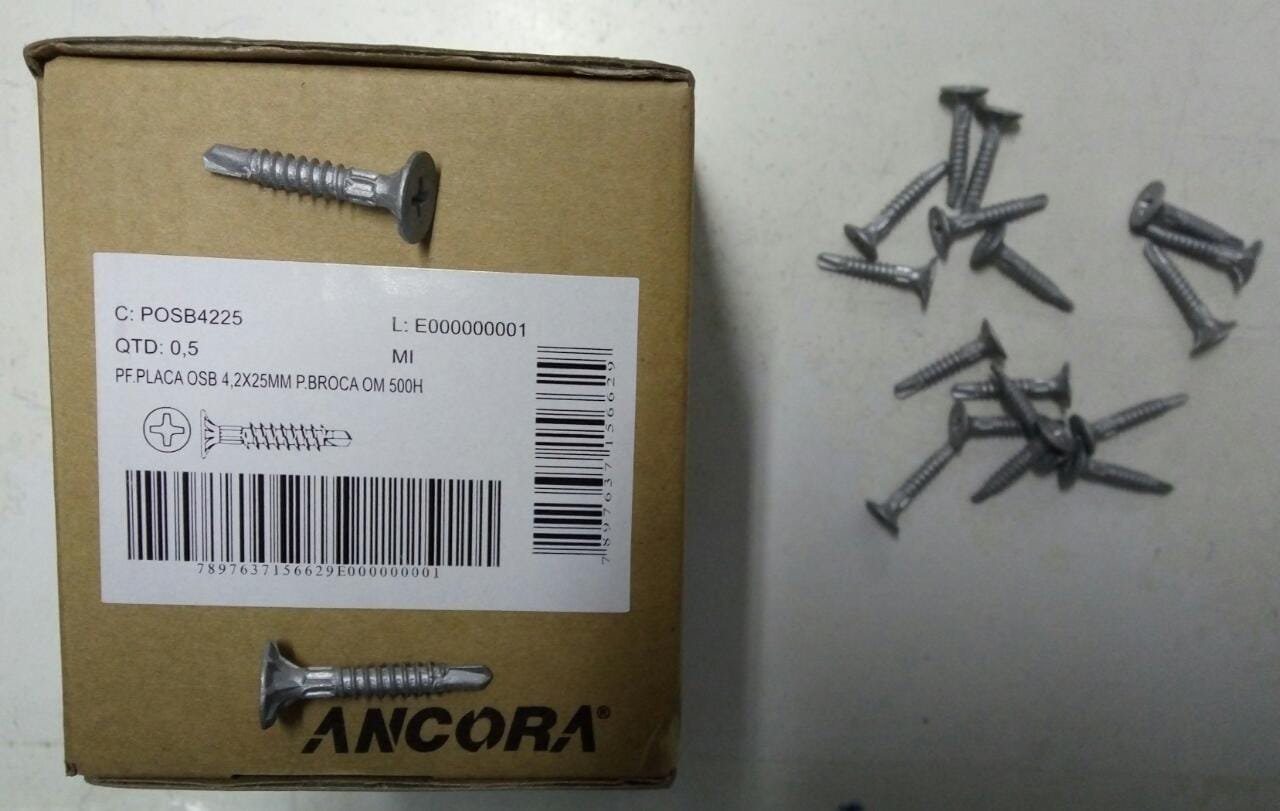 C: POSB4225
L: E000000001
QTD: 0,5
MI
PF.PLACA OSB 4,2X25MM P.BROCA OM 500H
7897637156629
7897637156629E000000001
ANCORA®